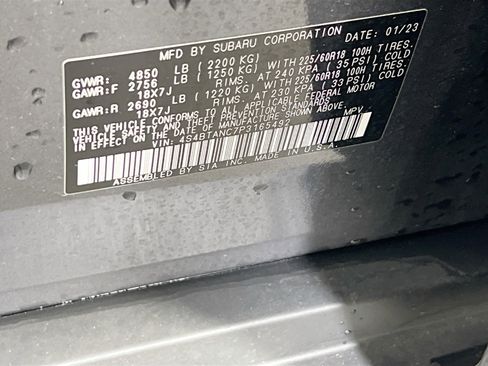 MFD BY SUBARU CORPORATION DATE: 01/23
GVWR: 4850 LB (2200 KG)
GAWR:F 2756 LB (1250 KG) WITH 225/60R18 100H TIRES,
18X7J RIMS, AT 240 KPA (35 PSI) COLD
GAWR:R 2690 LB (1220 KG) WITH 225/60R18 100H TIRES,
18X7J RIMS, AT 230 KPA (33 PSI) COLD
THIS VEHICLE CONFORMS TO ALL APPLICABLE FEDERAL MOTOR
VEHICLE SAFETY AND THEFT PREVENTION STANDARDS
IN EFFECT ON THE DATE OF MANUFACTURE SHOWN ABOVE.
VIN: 4S4BTANC7P3165492 MPV
ASSEMBLED BY SIA INC. MADE IN U.S.A.